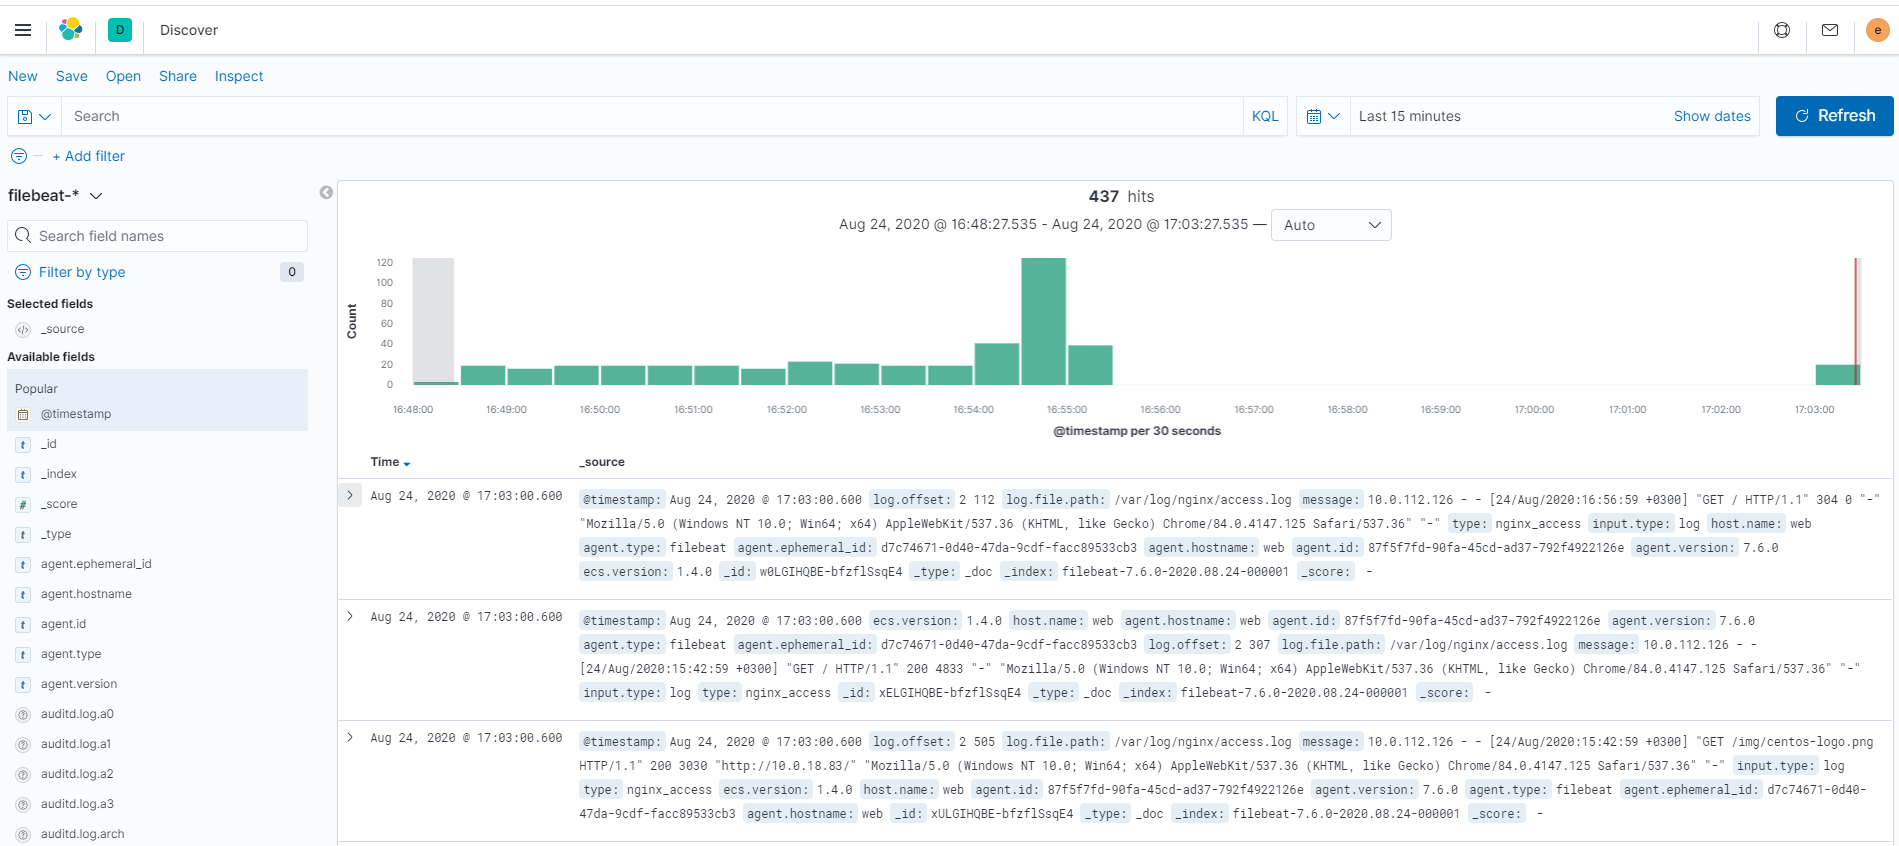 D Discover e
New Save Open Share Inspect
Search KQL Last 15 minutes Show dates Refresh
+ Add filter
filebeat-*
Search field names
Filter by type 0
Selected fields
_source
Available fields
Popular
@timestamp
_id
_index
_score
_type
agent.ephemeral_id
agent.hostname
agent.id
agent.type
agent.version
auditd.log.a0
auditd.log.a1
auditd.log.a2
auditd.log.a3
auditd.log.arch
437 hits
Aug 24, 2020 @ 16:48:27.535 - Aug 24, 2020 @ 17:03:27.535 — Auto
Count
120
100
80
60
40
20
0
16:48:00 16:49:00 16:50:00 16:51:00 16:52:00 16:53:00 16:54:00 16:55:00 16:56:00 16:57:00 16:58:00 16:59:00 17:00:00 17:01:00 17:02:00 17:03:00
@timestamp per 30 seconds
Time _source
Aug 24, 2020 @ 17:03:00.600 @timestamp: Aug 24, 2020 @ 17:03:00.600 log.offset: 2 112 log.file.path: /var/log/nginx/access.log message: 10.0.112.126 - - [24/Aug/2020:16:56:59 +0300] "GET / HTTP/1.1" 304 0 "-"
"Mozilla/5.0 (Windows NT 10.0; Win64; x64) AppleWebKit/537.36 (KHTML, like Gecko) Chrome/84.0.4147.125 Safari/537.36" "-" type: nginx_access input.type: log host.name: web
agent.type: filebeat agent.ephemeral_id: d7c74671-0d40-47da-9cdf-facc89533cb3 agent.hostname: web agent.id: 87f5f7fd-90fa-45cd-ad37-792f4922126e agent.version: 7.6.0
ecs.version: 1.4.0 _id: w0LGIHQBE-bfzflSsqE4 _type: _doc _index: filebeat-7.6.0-2020.08.24-000001 _score: -
Aug 24, 2020 @ 17:03:00.600 @timestamp: Aug 24, 2020 @ 17:03:00.600 ecs.version: 1.4.0 host.name: web agent.hostname: web agent.id: 87f5f7fd-90fa-45cd-ad37-792f4922126e agent.version: 7.6.0
agent.type: filebeat agent.ephemeral_id: d7c74671-0d40-47da-9cdf-facc89533cb3 log.offset: 2 307 log.file.path: /var/log/nginx/access.log message: 10.0.112.126 - -
[24/Aug/2020:15:42:59 +0300] "GET / HTTP/1.1" 200 4833 "-" "Mozilla/5.0 (Windows NT 10.0; Win64; x64) AppleWebKit/537.36 (KHTML, like Gecko) Chrome/84.0.4147.125 Safari/537.36" "-"
input.type: log type: nginx_access _id: xELGIHQBE-bfzflSsqE4 _type: _doc _index: filebeat-7.6.0-2020.08.24-000001 _score: -
Aug 24, 2020 @ 17:03:00.600 @timestamp: Aug 24, 2020 @ 17:03:00.600 log.offset: 2 505 log.file.path: /var/log/nginx/access.log message: 10.0.112.126 - - [24/Aug/2020:15:42:59 +0300] "GET /img/centos-logo.png
HTTP/1.1" 200 3030 "http://10.0.18.83/" "Mozilla/5.0 (Windows NT 10.0; Win64; x64) AppleWebKit/537.36 (KHTML, like Gecko) Chrome/84.0.4147.125 Safari/537.36" "-" input.type: log
type: nginx_access ecs.version: 1.4.0 host.name: web agent.id: 87f5f7fd-90fa-45cd-ad37-792f4922126e agent.version: 7.6.0 agent.type: filebeat agent.ephemeral_id: d7c74671-0d40-
47da-9cdf-facc89533cb3 agent.hostname: web _id: xULGIHQBE-bfzflSsqE4 _type: _doc _index: filebeat-7.6.0-2020.08.24-000001 _score: -